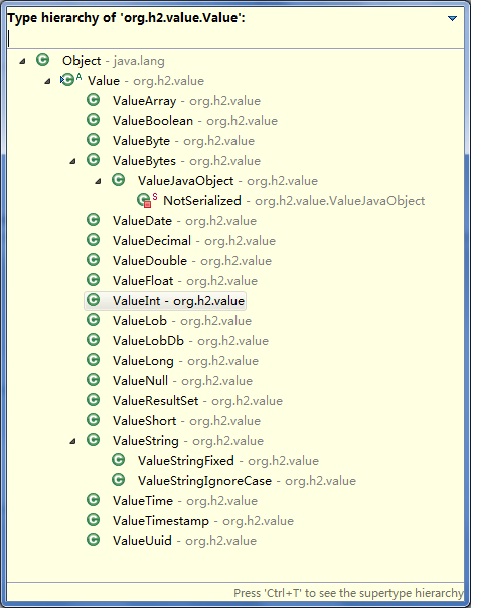 Type hierarchy of 'org.h2.value.Value':
Object - java.lang
Value - org.h2.value
ValueArray - org.h2.value
ValueBoolean - org.h2.value
ValueByte - org.h2.value
ValueBytes - org.h2.value
ValueJavaObject - org.h2.value
NotSerialized - org.h2.value.ValueJavaObject
ValueDate - org.h2.value
ValueDecimal - org.h2.value
ValueDouble - org.h2.value
ValueFloat - org.h2.value
ValueInt - org.h2.value
ValueLob - org.h2.value
ValueLobDb - org.h2.value
ValueLong - org.h2.value
ValueNull - org.h2.value
ValueResultSet - org.h2.value
ValueShort - org.h2.value
ValueString - org.h2.value
ValueStringFixed - org.h2.value
ValueStringIgnoreCase - org.h2.value
ValueTime - org.h2.value
ValueTimestamp - org.h2.value
ValueUuid - org.h2.value
Press 'Ctrl+T' to see the supertype hierarchy